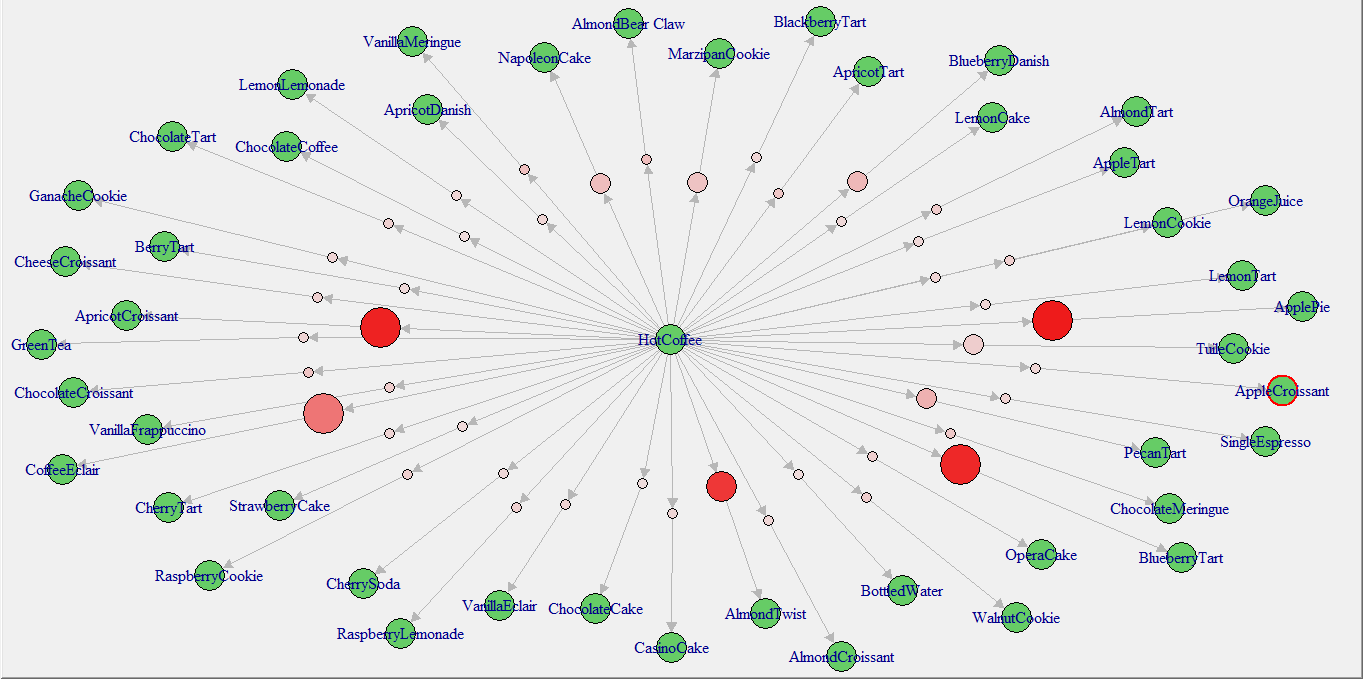 AlmondBear Claw
BlackberryTart
VanillaMeringue
NapoleonCake
MarzipanCookie
ApricotTart
BlueberryDanish
LemonLemonade
ApricotDanish
LemonCake
AlmondTart
ChocolateTart
ChocolateCoffee
AppleTart
GanacheCookie
OrangeJuice
LemonCookie
BerryTart
CheeseCroissant
LemonTart
ApplePie
ApricotCroissant
HotCoffee
GreenTea
TuileCookie
ChocolateCroissant
AppleCroissant
VanillaFrappuccino
SingleEspresso
PecanTart
CoffeeEclair
CherryTart
StrawberryCake
ChocolateMeringue
OperaCake
BlueberryTart
RaspberryCookie
CherrySoda
BottledWater
VanillaEclair
ChocolateCake
AlmondTwist
WalnutCookie
RaspberryLemonade
CasinoCake
AlmondCroissant